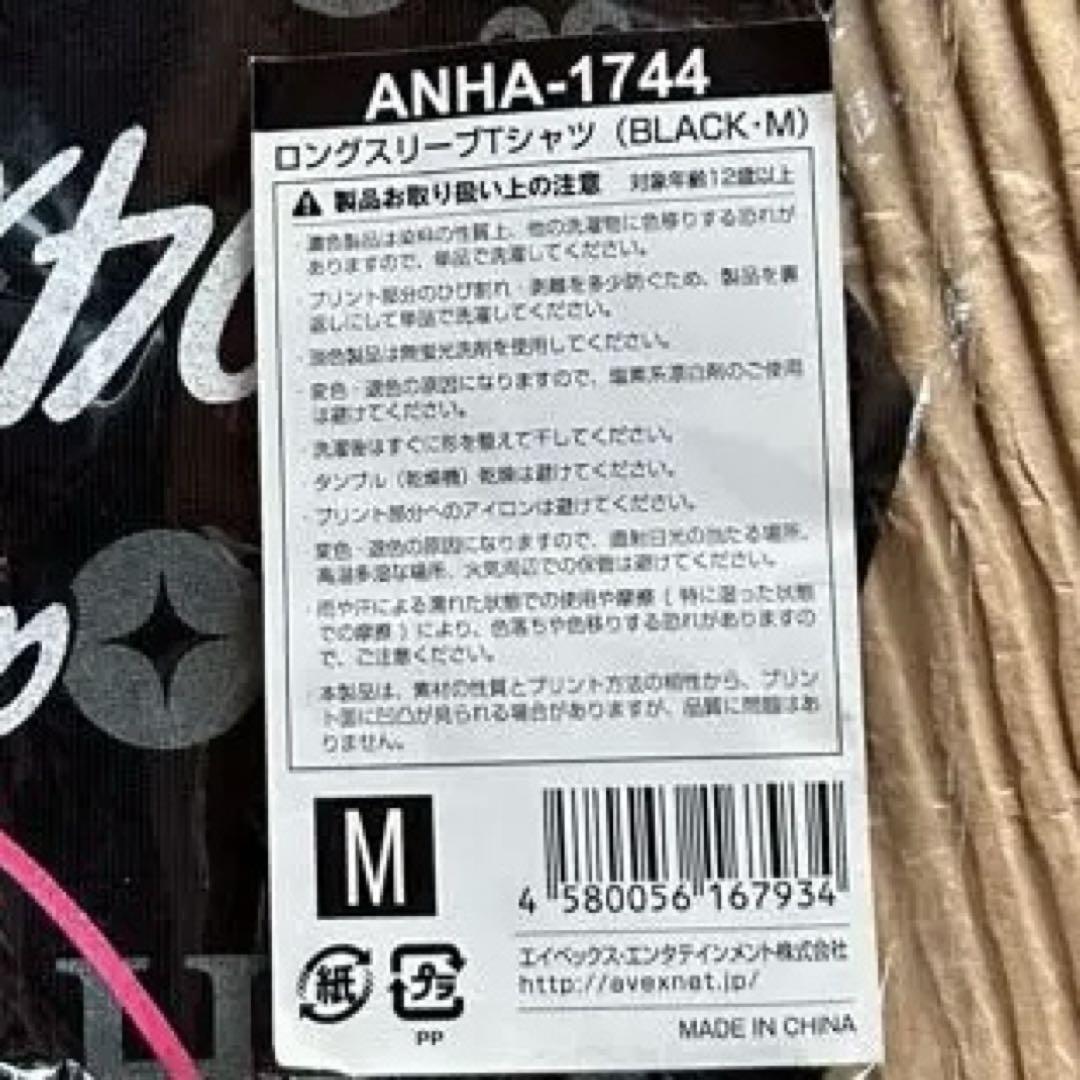 ANHA-1744
ロングスリーブTシャツ（BLACK・M）
製品お取り扱い上の注意 対象年齢12歳以上
・濃色製品は染料の性質上、他の洗濯物に色移りする恐れが
ありますので、単品で洗濯してください。
・プリント部分のひび割れ・剥離を多少防ぐため、製品を裏
返しにして単品で洗濯してください。
・淡色製品は無蛍光洗剤を使用してください。
・変色・退色の原因になりますので、塩素系漂白剤のご使用
は避けてください。
・洗濯後はすぐに形を整えて干してください。
・タンブル（乾燥機）乾燥は避けてください。
・プリント部分へのアイロンは避けてください。
・変色・退色の原因になりますので、直射日光の当たる場所、
高温多湿な場所、火気周辺での保管は避けてください。
・雨や汗による濡れた状態での使用や摩擦（特に湿った状態
での摩擦）により、色落ちや色移りする恐れがありますの
で、ご注意ください。
・本製品は、素材の性質とプリント方法の相性から、プリン
ト面に凹凸が見られる場合がありますが、品質に問題はあ
りません。
M
4 580056 167934
紙
プラ
PP
エイベックス・エンタテインメント株式会社
http://avexnet.jp/
MADE IN CHINA